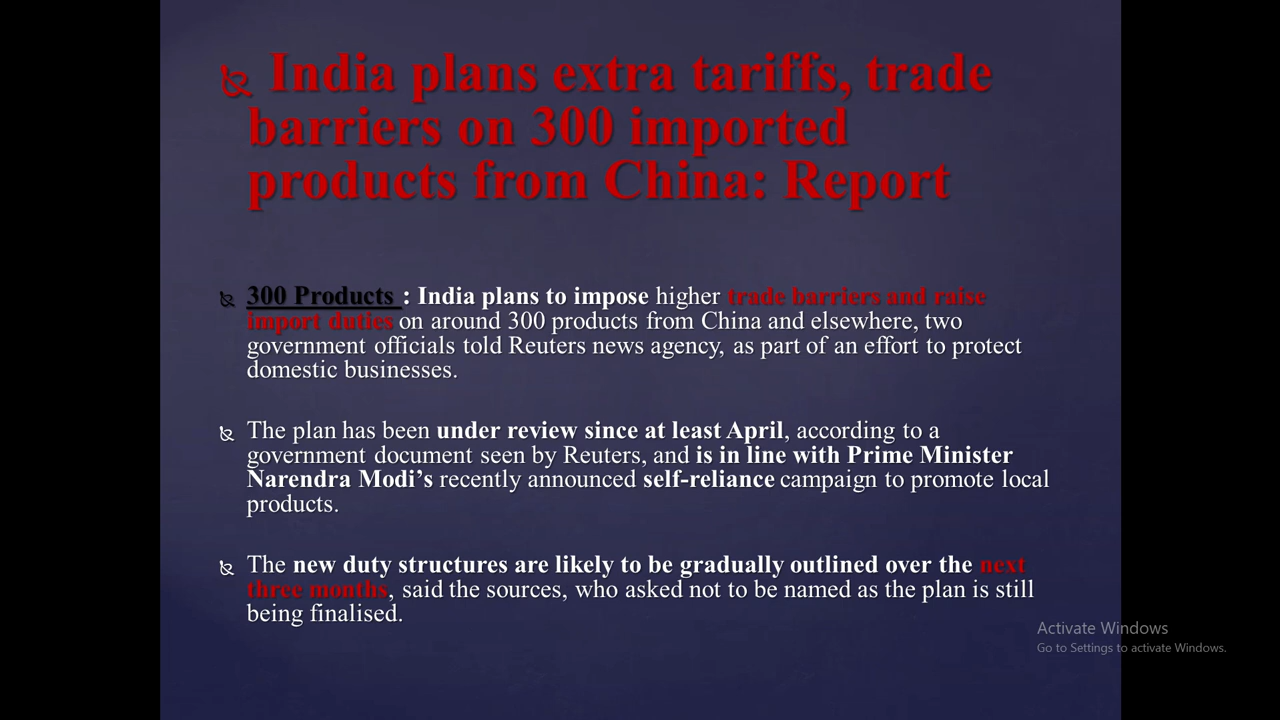 India plans extra tariffs, trade
barriers on 300 imported
products from China: Report
300 Products : India plans to impose higher trade barriers and raise
import duties on around 300 products from China and elsewhere, two
government officials told Reuters news agency, as part of an effort to protect
domestic businesses.
The plan has been under review since at least April, according to a
government document seen by Reuters, and is in line with Prime Minister
Narendra Modi’s recently announced self-reliance campaign to promote local
products.
The new duty structures are likely to be gradually outlined over the next
three months, said the sources, who asked not to be named as the plan is still
being finalised.
Activate Windows
Go to Settings to activate Windows.